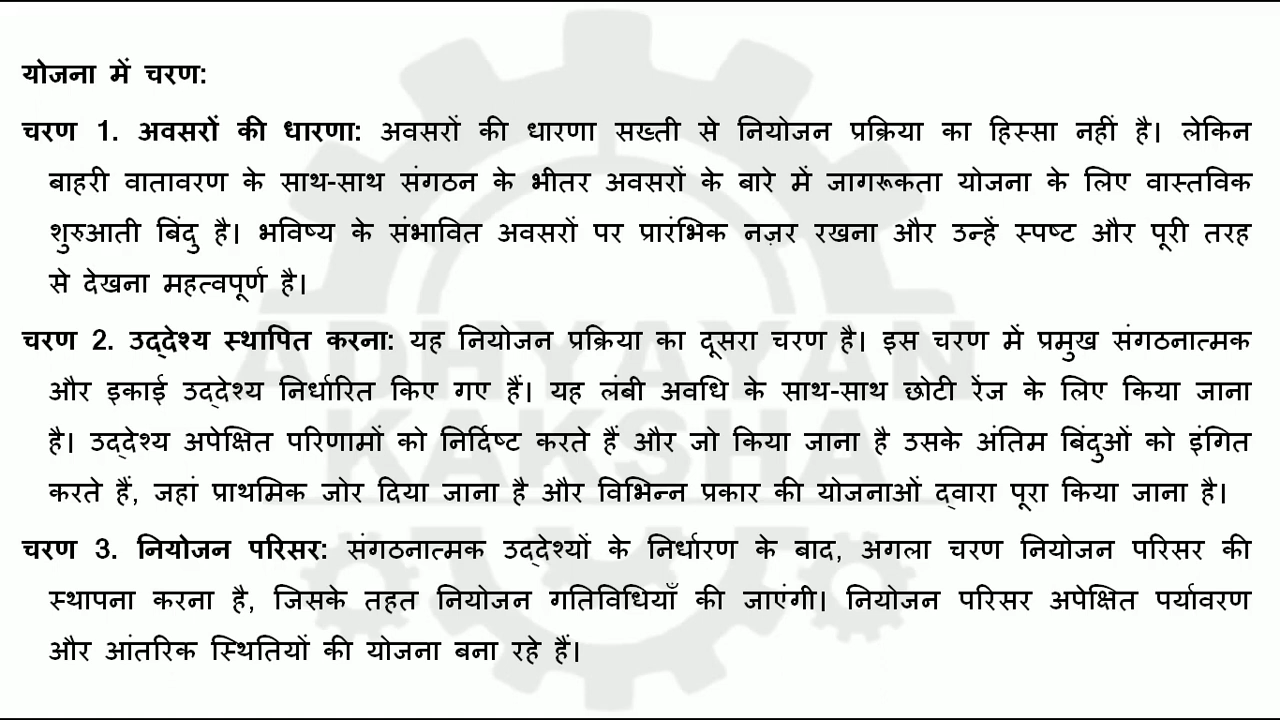 योजना में चरण:
चरण 1. अवसरों की धारणा: अवसरों की धारणा सख्ती से नियोजन प्रक्रिया का हिस्सा नहीं है। लेकिन
बाहरी वातावरण के साथ-साथ संगठन के भीतर अवसरों के बारे में जागरूकता योजना के लिए वास्तविक
शुरुआती बिंदु है। भविष्य के संभावित अवसरों पर प्रारंभिक नज़र रखना और उन्हें स्पष्ट और पूरी तरह
से देखना महत्वपूर्ण है।
चरण 2. उद्देश्य स्थापित करना: यह नियोजन प्रक्रिया का दूसरा चरण है। इस चरण में प्रमुख संगठनात्मक
और इकाई उद्देश्य निर्धारित किए गए हैं। यह लंबी अवधि के साथ-साथ छोटी रेंज के लिए किया जाना
है। उद्देश्य अपेक्षित परिणामों को निर्दिष्ट करते हैं और जो किया जाना है उसके अंतिम बिंदुओं को इंगित
करते हैं, जहां प्राथमिक जोर दिया जाना है और विभिन्न प्रकार की योजनाओं द्वारा पूरा किया जाना है।
चरण 3. नियोजन परिसर: संगठनात्मक उद्देश्यों के निर्धारण के बाद, अगला चरण नियोजन परिसर की
स्थापना करना है, जिसके तहत नियोजन गतिविधियाँ की जाएंगी। नियोजन परिसर अपेक्षित पर्यावरण
और आंतरिक स्थितियों की योजना बना रहे हैं।
ADHYAYAN
KAKSHA